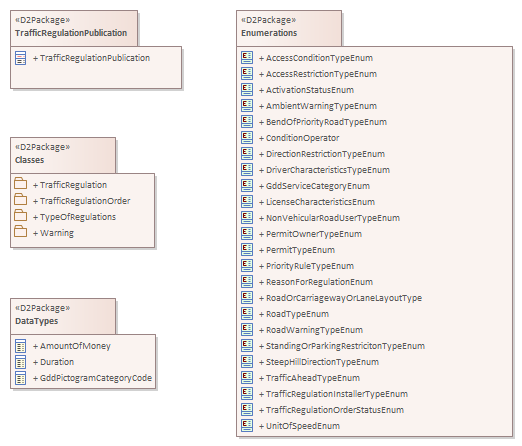 «D2Package»
TrafficRegulationPublication
+ TrafficRegulationPublication
«D2Package»
Classes
+ TrafficRegulation
+ TrafficRegulationOrder
+ TypeOfRegulations
+ Warning
«D2Package»
DataTypes
+ AmountOfMoney
+ Duration
+ GddPictogramCategoryCode
«D2Package»
Enumerations
+ AccessConditionTypeEnum
+ AccessRestrictionTypeEnum
+ ActivationStatusEnum
+ AmbientWarningTypeEnum
+ BendOfPriorityRoadTypeEnum
+ ConditionOperator
+ DirectionRestrictionTypeEnum
+ DriverCharacteristicsTypeEnum
+ GddServiceCategoryEnum
+ LicenseCharacteristicsEnum
+ NonVehicularRoadUserTypeEnum
+ PermitOwnerTypeEnum
+ PermitTypeEnum
+ PriorityRuleTypeEnum
+ ReasonForRegulationEnum
+ RoadOrCarriagewayOrLaneLayoutType
+ RoadTypeEnum
+ RoadWarningTypeEnum
+ StandingOrParkingRestricitonTypeEnum
+ SteepHillDirectionTypeEnum
+ TrafficAheadTypeEnum
+ TrafficRegulationInstallerTypeEnum
+ TrafficRegulationOrderStatusEnum
+ UnitOfSpeedEnum